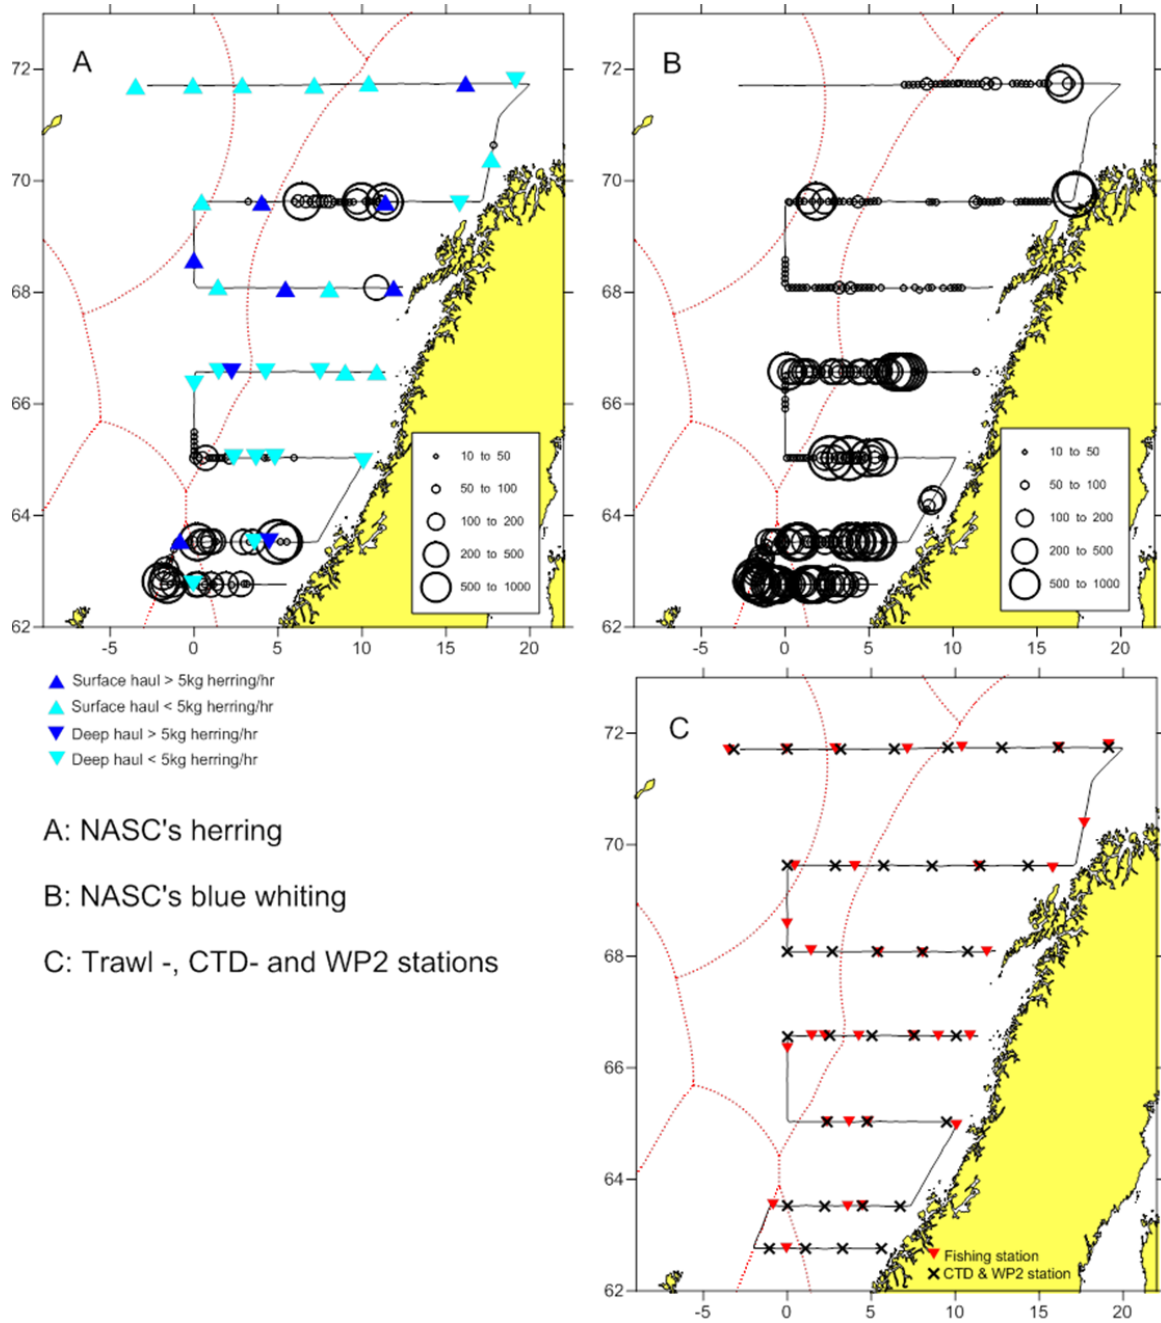 A
72
70
68
66
64
62
-5 0 5 10 15 20
10 to 50
50 to 100
100 to 200
200 to 500
500 to 1000
B
72
70
68
66
64
62
-5 0 5 10 15 20
10 to 50
50 to 100
100 to 200
200 to 500
500 to 1000
Surface haul > 5kg herring/hr
Surface haul < 5kg herring/hr
Deep haul > 5kg herring/hr
Deep haul < 5kg herring/hr
A: NASC's herring
B: NASC's blue whiting
C: Trawl -, CTD- and WP2 stations
C
72
70
68
66
64
62
-5 0 5 10 15 20
Fishing station
CTD & WP2 station